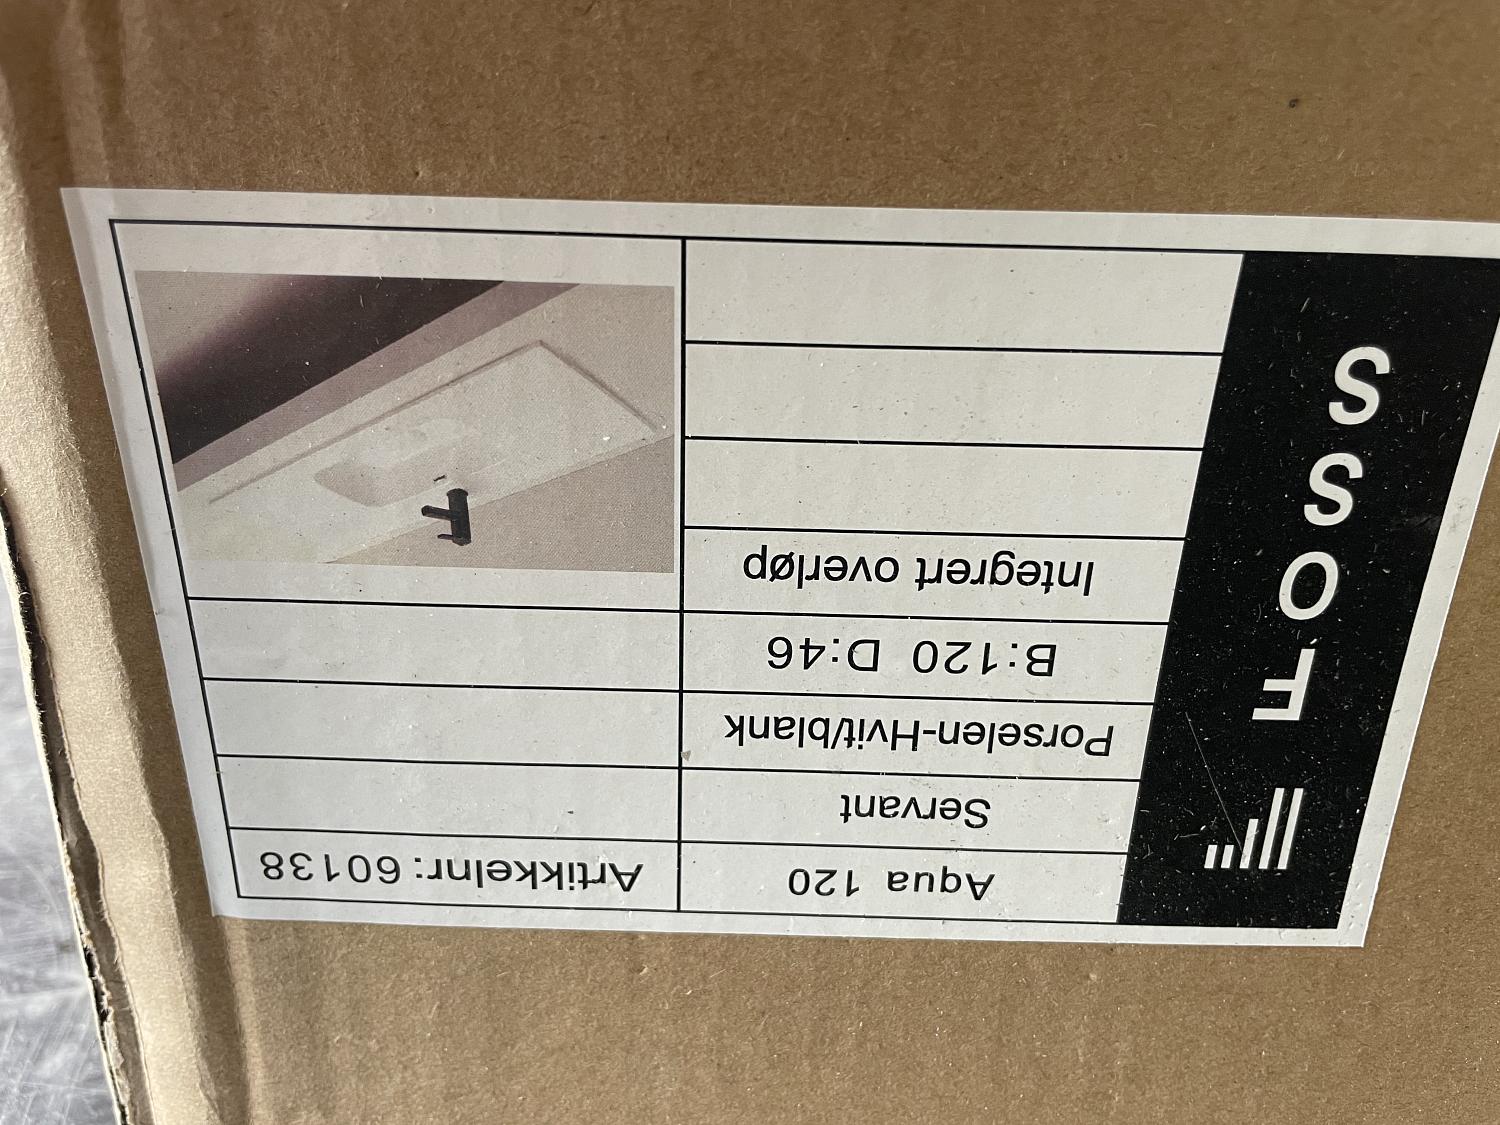 FOSS
Aqua 120
Artikkelnr: 60138
Servant
Porselen-Hvit/blank
B:120 D:46
Integrert overløp